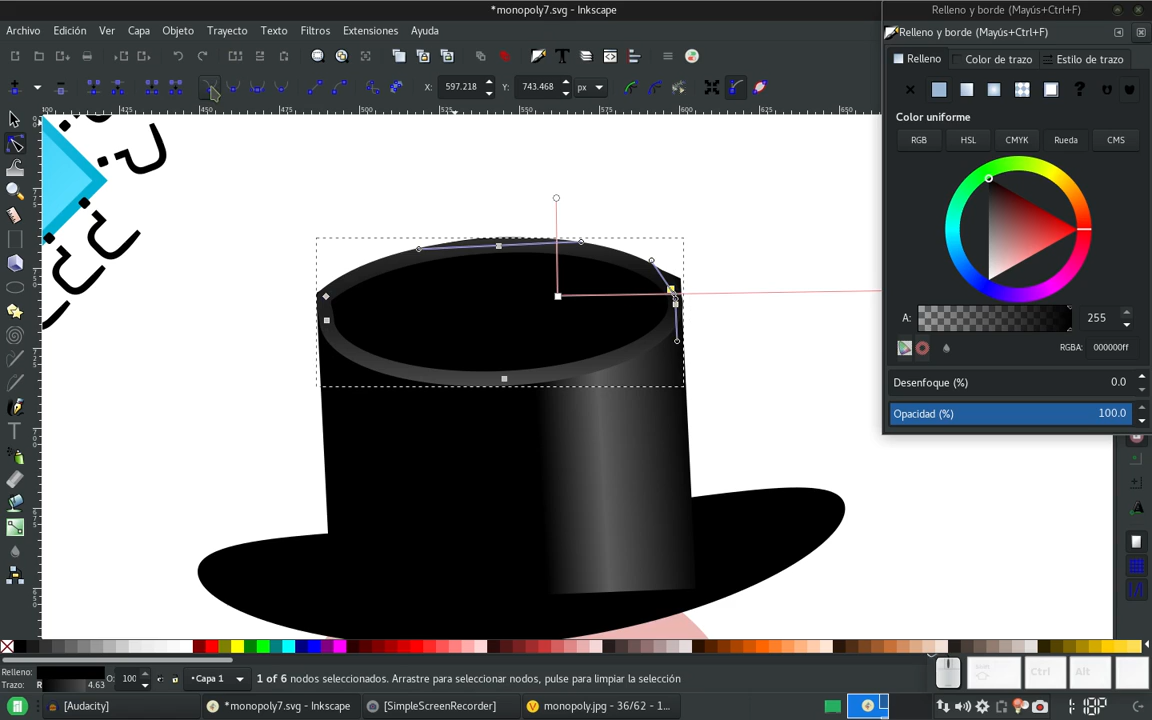 *monopoly7.svg - Inkscape
Relleno y borde (Mayús+Ctrl+F)
Archivo Edición Ver Capa Objeto Trayecto Texto Filtros Extensiones Ayuda
Relleno y borde (Mayús+Ctrl+F)
Relleno Color de trazo Estilo de trazo
X: 597.218 Y: 743.468 px
Color uniforme
RGB HSL CMYK Rueda CMS
A: 255
RGBA: 000000ff
Desenfoque (%) 0.0
Opacidad (%) 100.0
Relleno:
Trazo: R 4.63
O: 100
•Capa 1
1 of 6 nodos seleccionados. Arrastre para seleccionar nodos, pulse para limpiar la selección
Ctrl Alt
[Audacity] *monopoly7.svg - Inkscape [SimpleScreenRecorder] monopoly.jpg - 36/62 - 1...